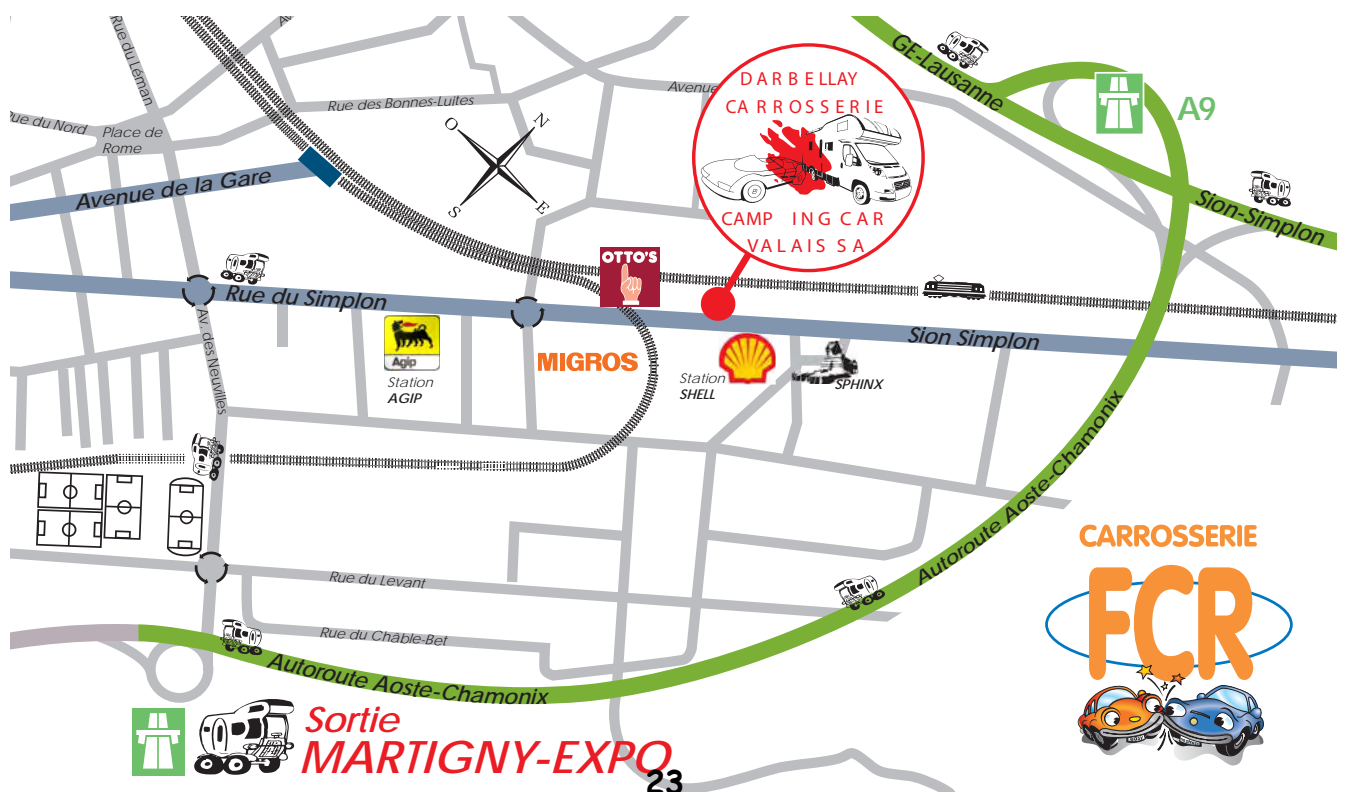 Rue du Léman
GE-Lausanne
A9
DARBELLAY
CARROSSERIE
CAMPING CAR
VALAIS SA
Avenue
Rue des Bonnes-Luites
Rue du Nord
Place de
Rome
O
N
S
E
Avenue de la Gare
Sion-Simplon
OTTO'S
Rue du Simplon
Sion Simplon
Av. des Neuvilles
Agip
Station
AGIP
MIGROS
Station
SHELL
SPHINX
Autoroute Aoste-Chamonix
Rue du Levant
Rue du Châble-Bet
Autoroute Aoste-Chamonix
CARROSSERIE
FCR
Sortie
MARTIGNY-EXPO
23